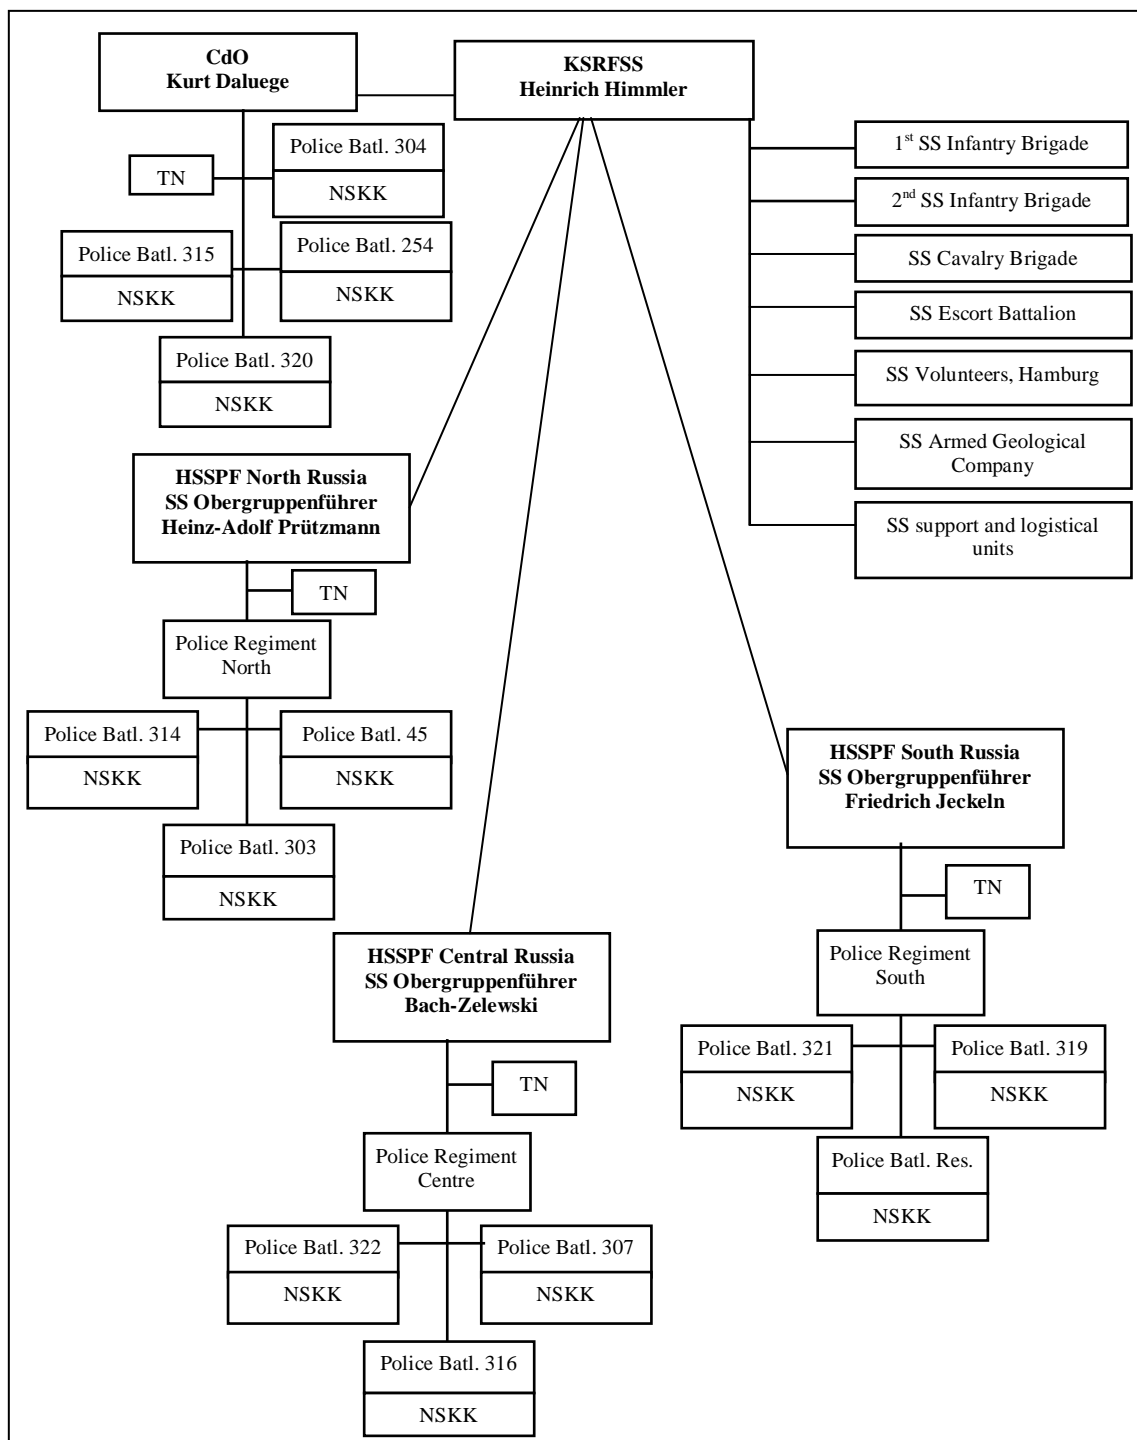 CdO
Kurt Daluege
KSRFSS
Heinrich Himmler
Police Batl. 304
NSKK
TN
Police Batl. 315
NSKK
Police Batl. 254
NSKK
Police Batl. 320
NSKK
1st SS Infantry Brigade
2nd SS Infantry Brigade
SS Cavalry Brigade
SS Escort Battalion
SS Volunteers, Hamburg
SS Armed Geological
Company
SS support and logistical
units
HSSPF North Russia
SS Obergruppenführer
Heinz-Adolf Prützmann
TN
Police Regiment
North
Police Batl. 314
NSKK
Police Batl. 45
NSKK
Police Batl. 303
NSKK
HSSPF Central Russia
SS Obergruppenführer
Bach-Zelewski
TN
Police Regiment
Centre
Police Batl. 322
NSKK
Police Batl. 307
NSKK
Police Batl. 316
NSKK
HSSPF South Russia
SS Obergruppenführer
Friedrich Jeckeln
TN
Police Regiment
South
Police Batl. 321
NSKK
Police Batl. 319
NSKK
Police Batl. Res.
NSKK